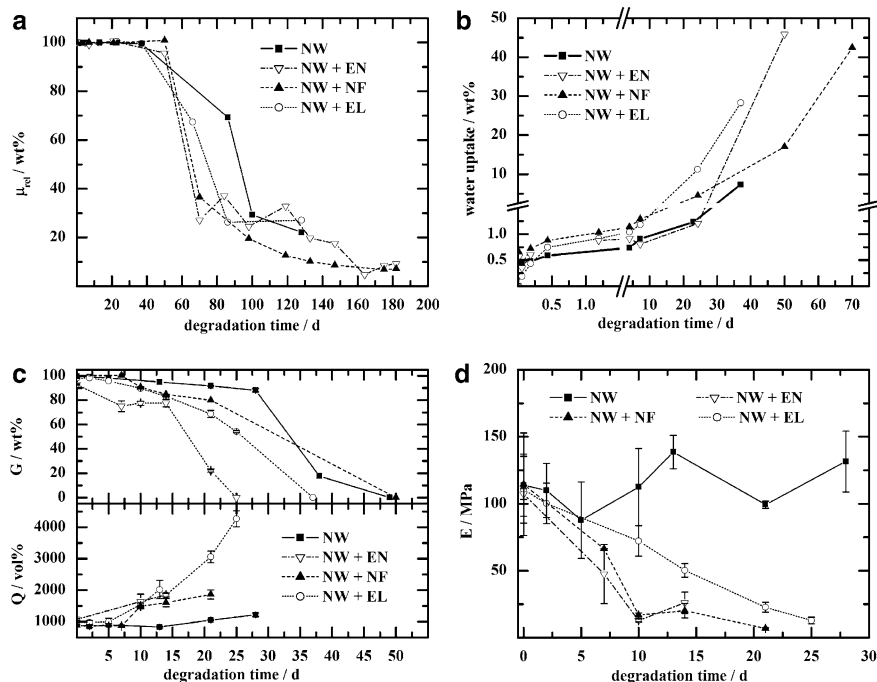 a
100
80
60
40
20
μrel / wt%
NW
NW + EN
NW + NF
NW + EL
20 40 60 80 100 120 140 160 180 200
degradation time / d
b
50
45
40
35
30
25
20
15
10
5
1.0
0.5
water uptake / wt%
NW
NW + EN
NW + NF
NW + EL
0.5 1.0 10 20 30 40 50 60 70
degradation time / d
c
100
80
60
40
20
0
G / wt%
4000
3000
2000
1000
Q / vol%
NW
NW + EN
NW + NF
NW + EL
5 10 15 20 25 30 35 40 45 50
degradation time / d
d
200
150
100
50
E / MPa
NW NW + EN
NW + NF NW + EL
0 5 10 15 20 25 30
degradation time / d